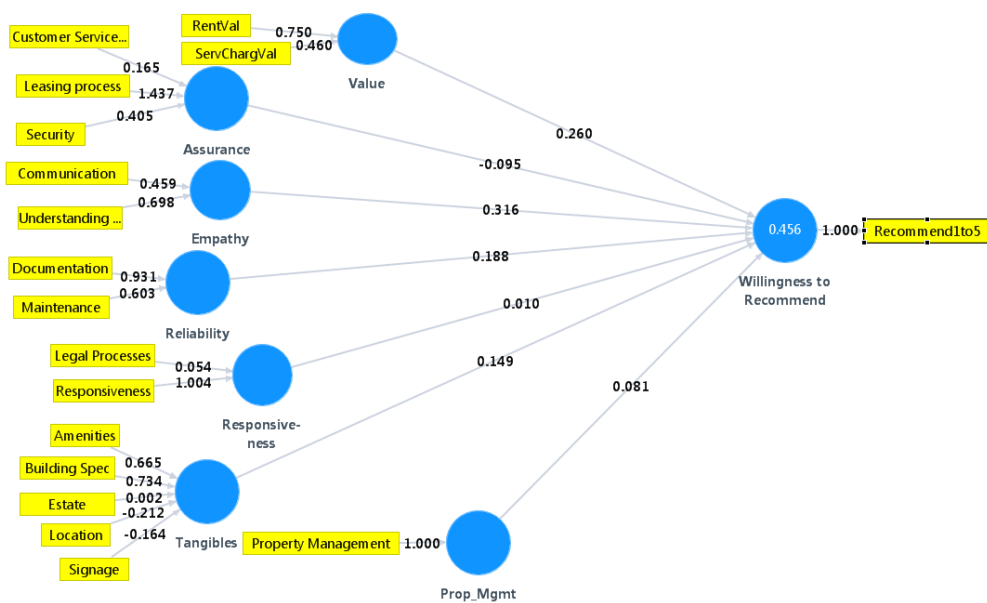 RentVal
0.750
0.460
ServChargVal
Value
Customer Service...
0.165
Leasing process
1.437
0.405
Security
Assurance
Communication
0.459
0.698
Understanding ...
Empathy
Documentation
0.931
0.603
Maintenance
Reliability
Legal Processes
0.054
1.004
Responsiveness
Responsive-
ness
Amenities
0.665
Building Spec
0.734
0.002
Estate
-0.212
Location
-0.164
Signage
Tangibles
Property Management
1.000
Prop_Mgmt
0.260
-0.095
0.316
0.188
0.010
0.149
0.081
0.456
1.000
Recommend1to5
Willingness to
Recommend